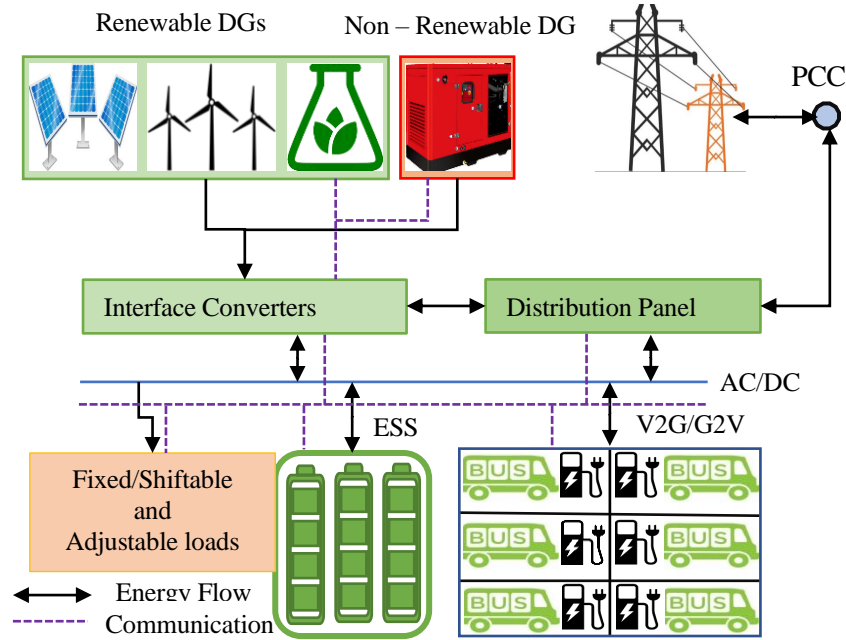 Renewable DGs
Non – Renewable DG
PCC
Interface Converters
Distribution Panel
AC/DC
ESS
V2G/G2V
Fixed/Shiftable
and
Adjustable loads
BUS
BUS
BUS
BUS
BUS
BUS
Energy Flow
Communication